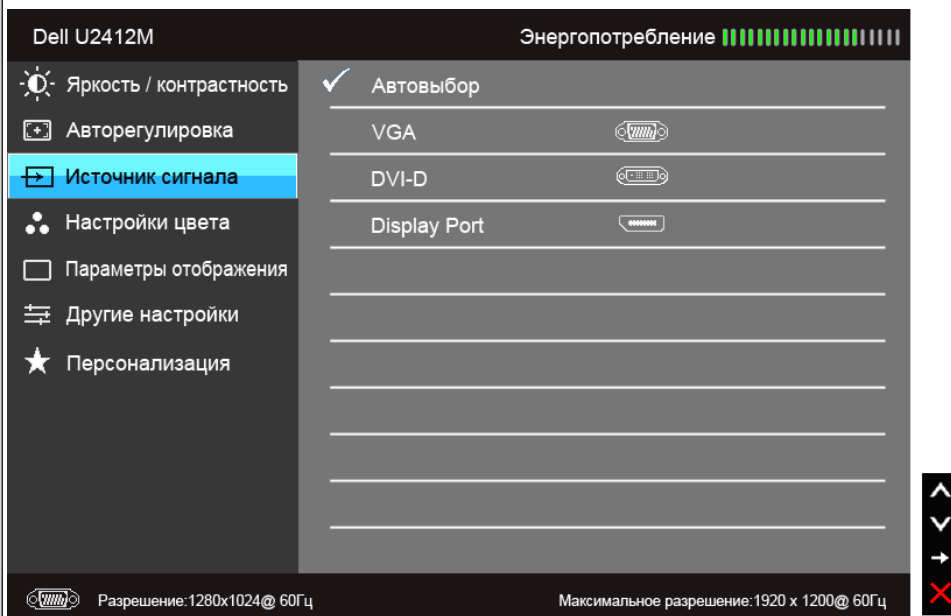 Dell U2412M
Энергопотребление
Яркость / контрастность
Авторегулировка
Источник сигнала
Настройки цвета
Параметры отображения
Другие настройки
Персонализация
Автовыбор
VGA
DVI-D
Display Port
Разрешение:1280x1024@ 60Гц
Максимальное разрешение:1920 x 1200@ 60Гц